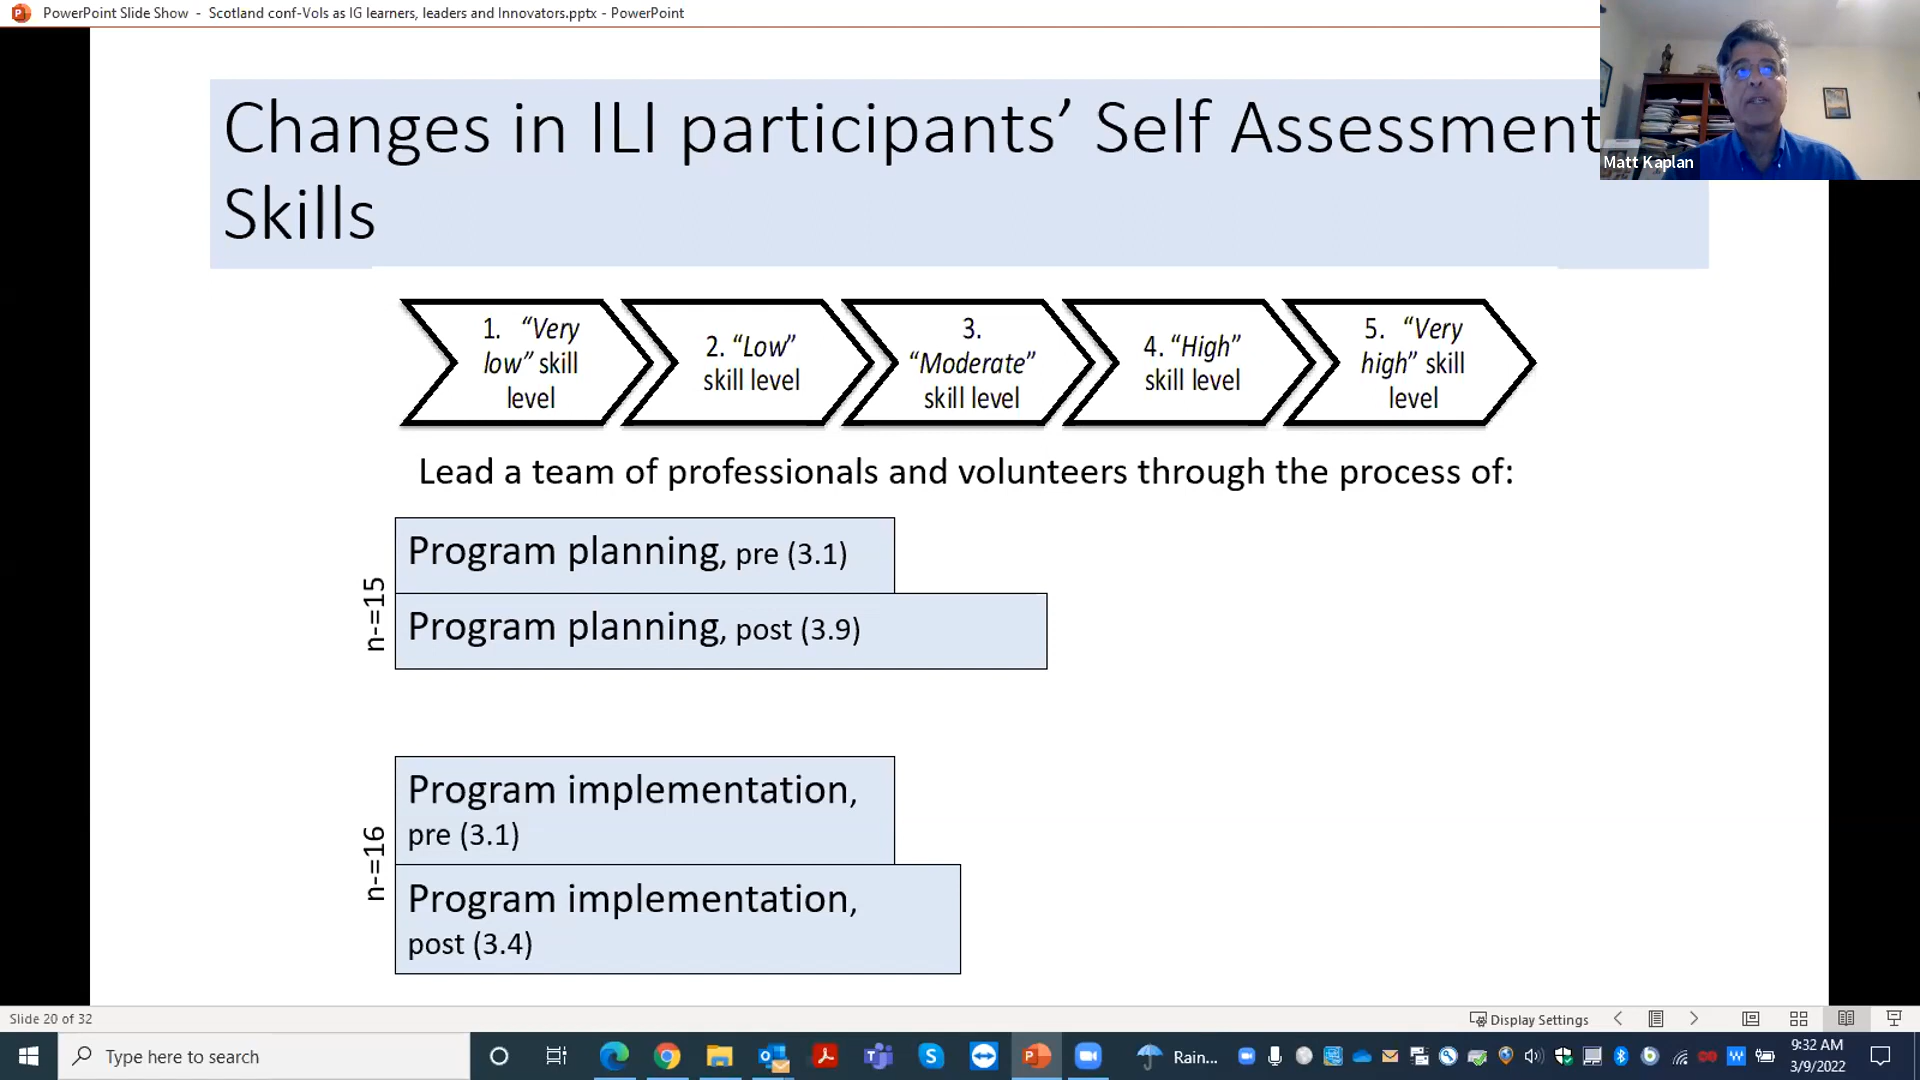 PowerPoint Slide Show - Scotland conf-Vols as IG learners, leaders and Innovators.pptx - PowerPoint
Matt Kaplan
Changes in ILI participants’ Self Assessment
Skills
1. “Very
low” skill
level
2. “Low”
skill level
3.
“Moderate”
skill level
4. “High”
skill level
5. “Very
high” skill
level
Lead a team of professionals and volunteers through the process of:
n-=15
Program planning, pre (3.1)
Program planning, post (3.9)
n-=16
Program implementation,
pre (3.1)
Program implementation,
post (3.4)
Slide 20 of 32
Display Settings
Type here to search
Rain...
9:32 AM
3/9/2022